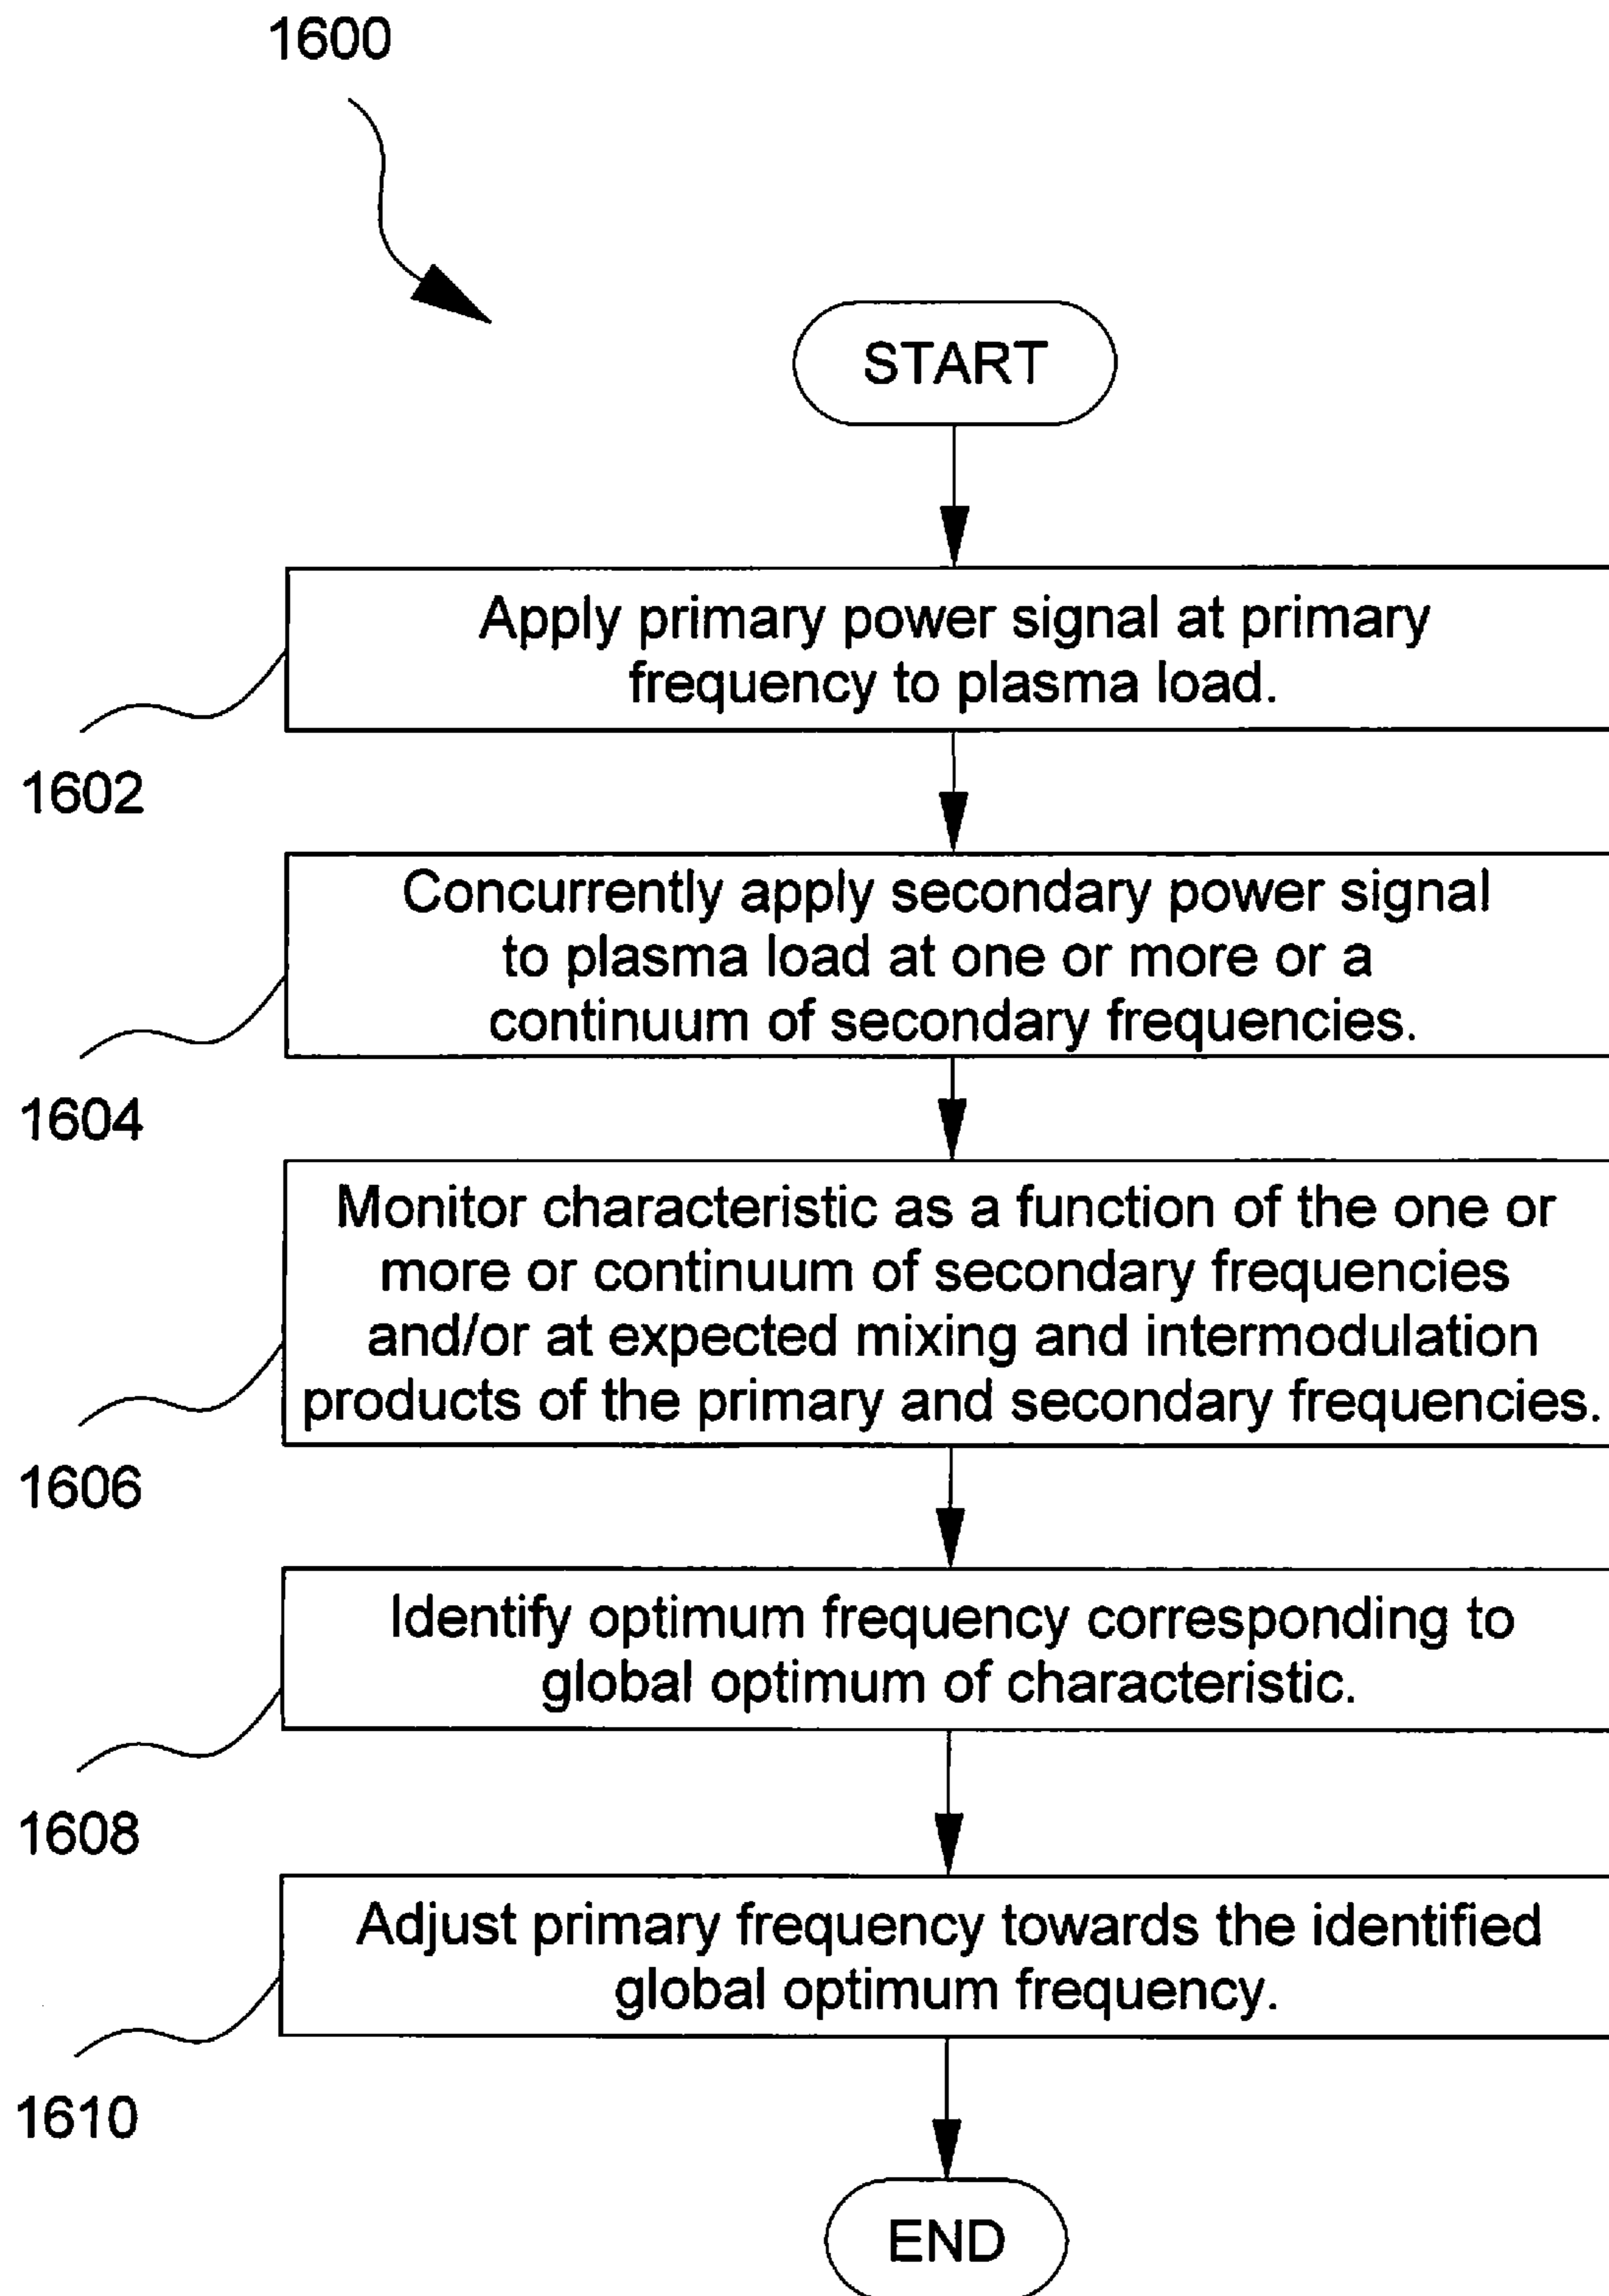 1600
START
Apply primary power signal at primary
frequency to plasma load.
1602
Concurrently apply secondary power signal
to plasma load at one or more or a
continuum of secondary frequencies.
1604
Monitor characteristic as a function of the one or
more or continuum of secondary frequencies
and/or at expected mixing and intermodulation
products of the primary and secondary frequencies.
1606
Identify optimum frequency corresponding to
global optimum of characteristic.
1608
Adjust primary frequency towards the identified
global optimum frequency.
1610
END